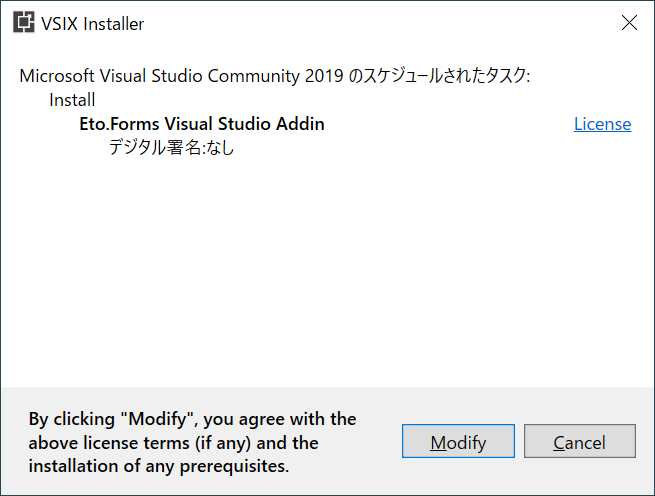 VSIX Installer
Microsoft Visual Studio Community 2019 のスケジュールされたタスク:
Install
Eto.Forms Visual Studio Addin License
デジタル署名:なし
By clicking "Modify", you agree with the
above license terms (if any) and the
installation of any prerequisites.
Modify Cancel